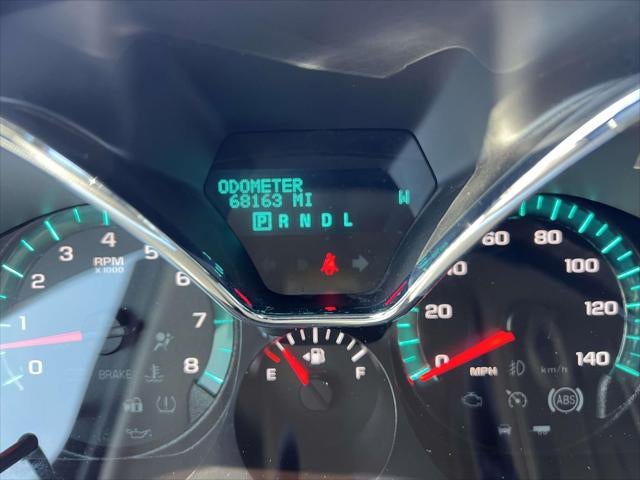 ODOMETER
68163 MI W
P R N D L
0 1 2 3 4 5 6 7 8
RPM
X 1000
BRAKE
E F
0 20 40 60 80 100 120 140
MPH km/h
ABS